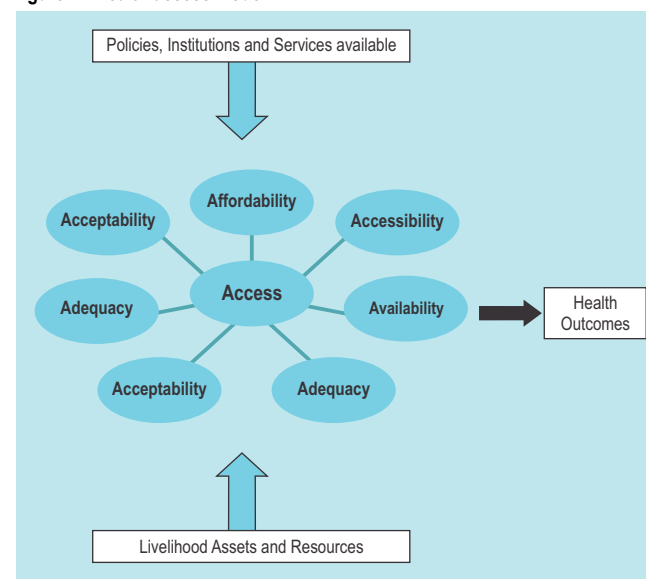 Policies, Institutions and Services available
Affordability
Acceptability
Accessibility
Access
Adequacy
Availability
Health
Outcomes
Acceptability
Adequacy
Livelihood Assets and Resources